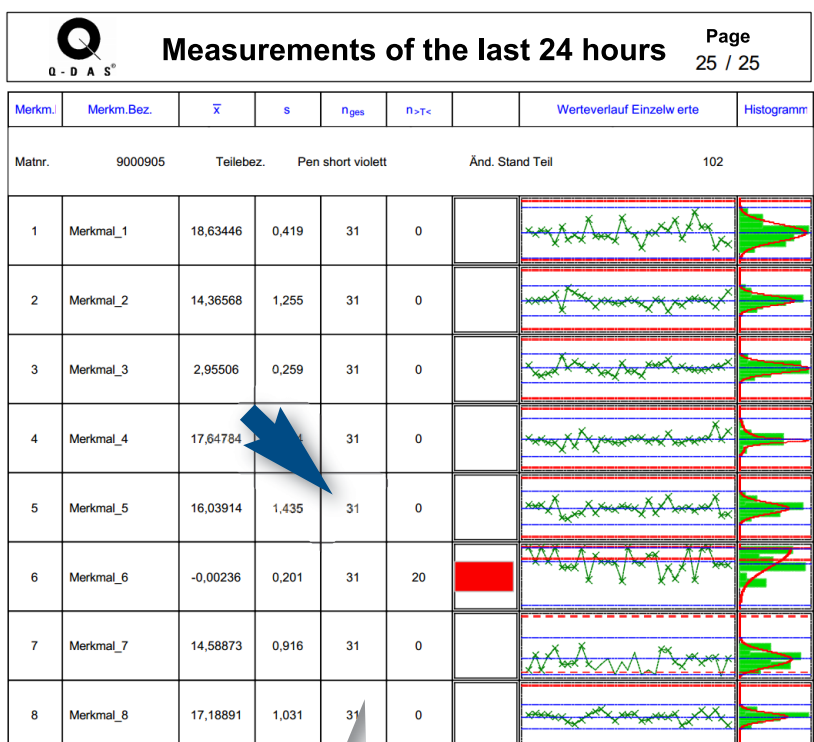 Q-DAS®
Measurements of the last 24 hours
Page
25 / 25
Merkm. Merkm.Bez. x̅ s nges n>T< Werteverlauf Einzelw erte Histogramm
Matnr. 9000905 Teilebez. Pen short violett Änd. Stand Teil 102
1 Merkmal_1 18,63446 0,419 31 0
2 Merkmal_2 14,36568 1,255 31 0
3 Merkmal_3 2,95506 0,259 31 0
4 Merkmal_4 17,64784 31 0
5 Merkmal_5 16,03914 1,435 31 0
6 Merkmal_6 -0,00236 0,201 31 20
7 Merkmal_7 14,58873 0,916 31 0
8 Merkmal_8 17,18891 1,031 31 0